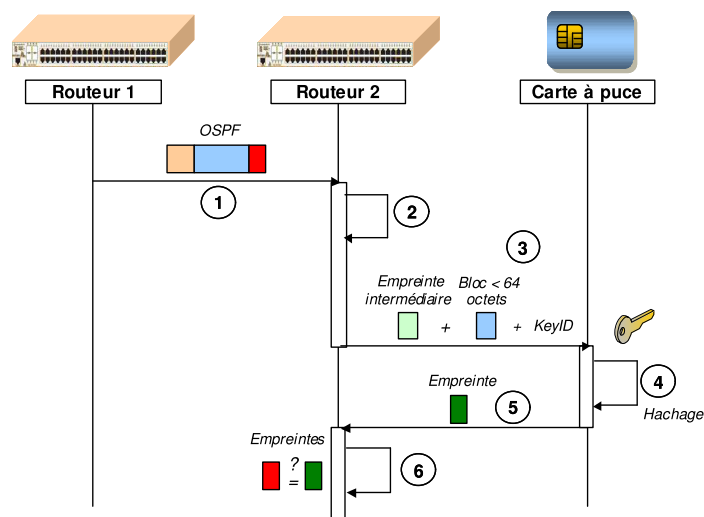 Routeur 1
Routeur 2
Carte à puce
OSPF
1
2
3
Empreinte
intermédiaire
Bloc < 64
octets
+
+
KeyID
4
Hachage
Empreinte
5
Empreintes
?
=
6